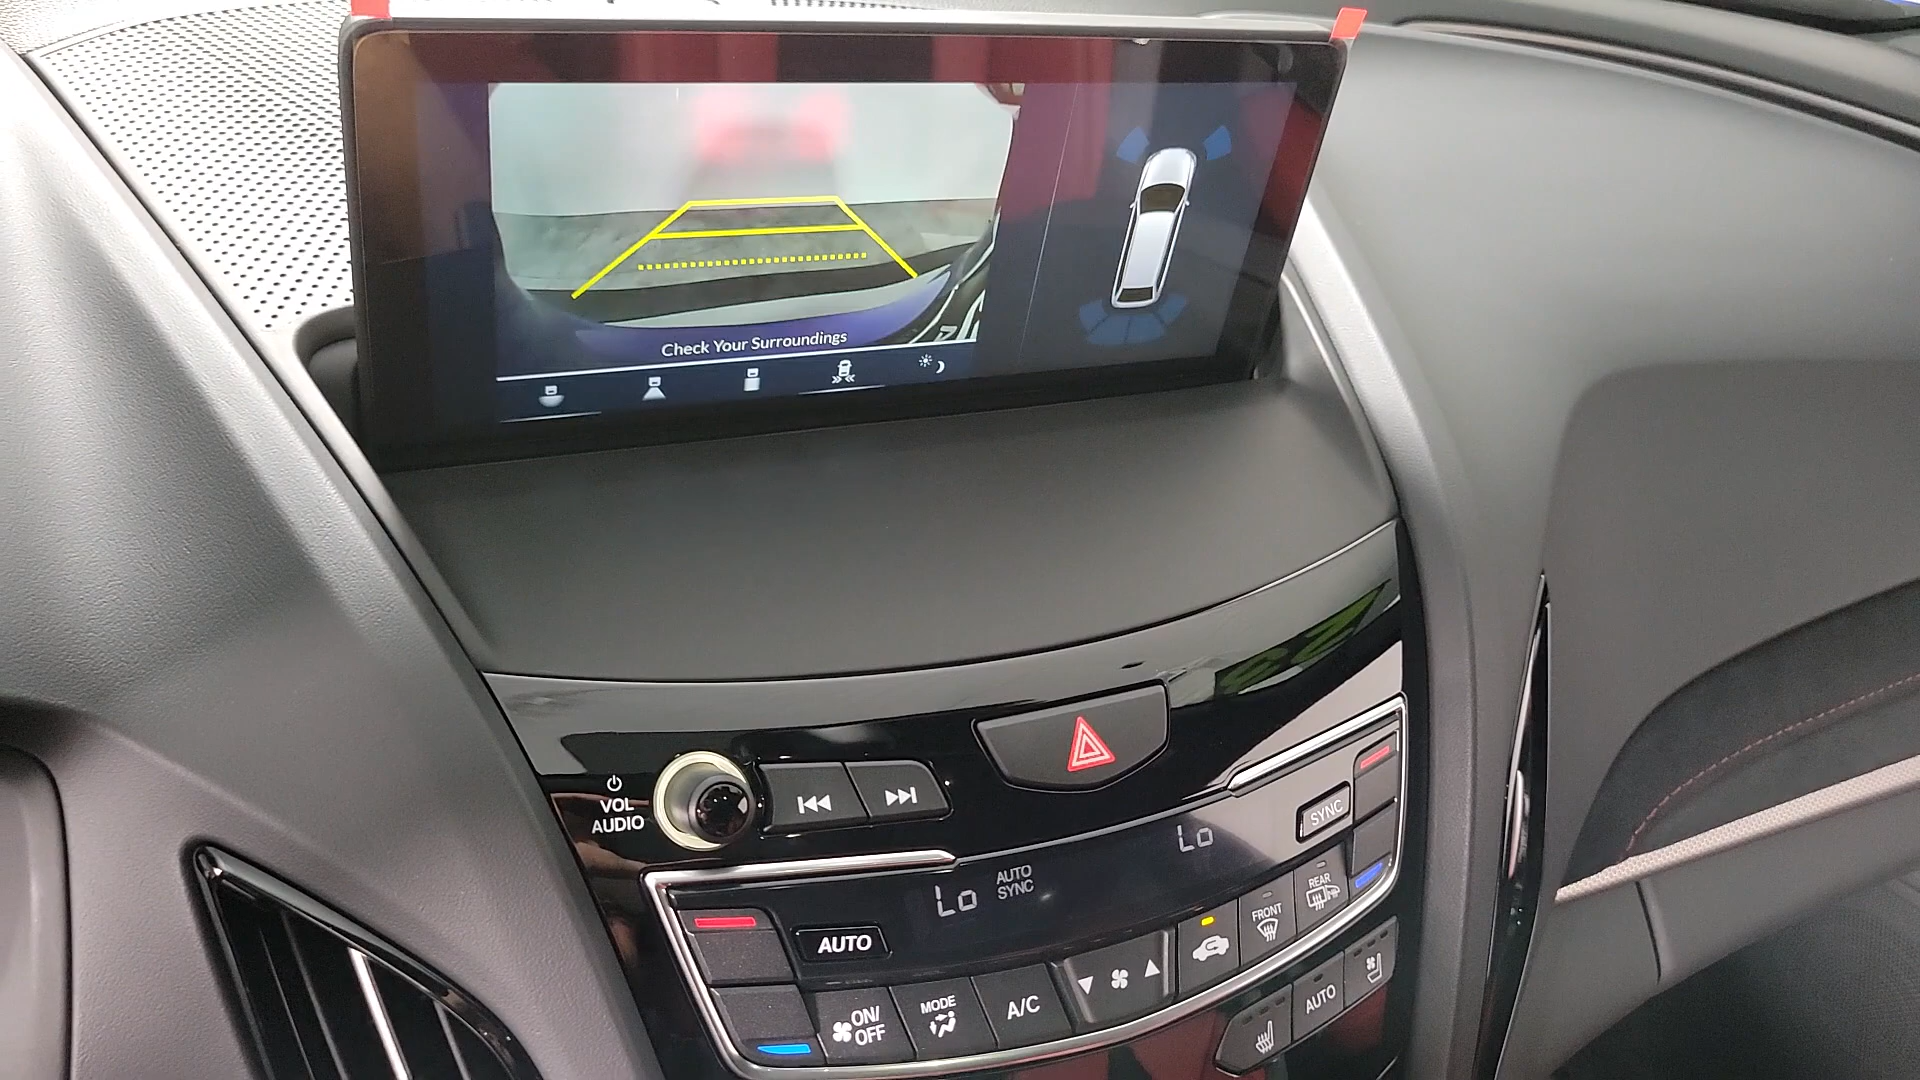 Check Your Surroundings
VOL
AUDIO
SYNC
Lo
Lo
AUTO
SYNC
AUTO
ON/
OFF
MODE
A/C
FRONT
REAR
AUTO